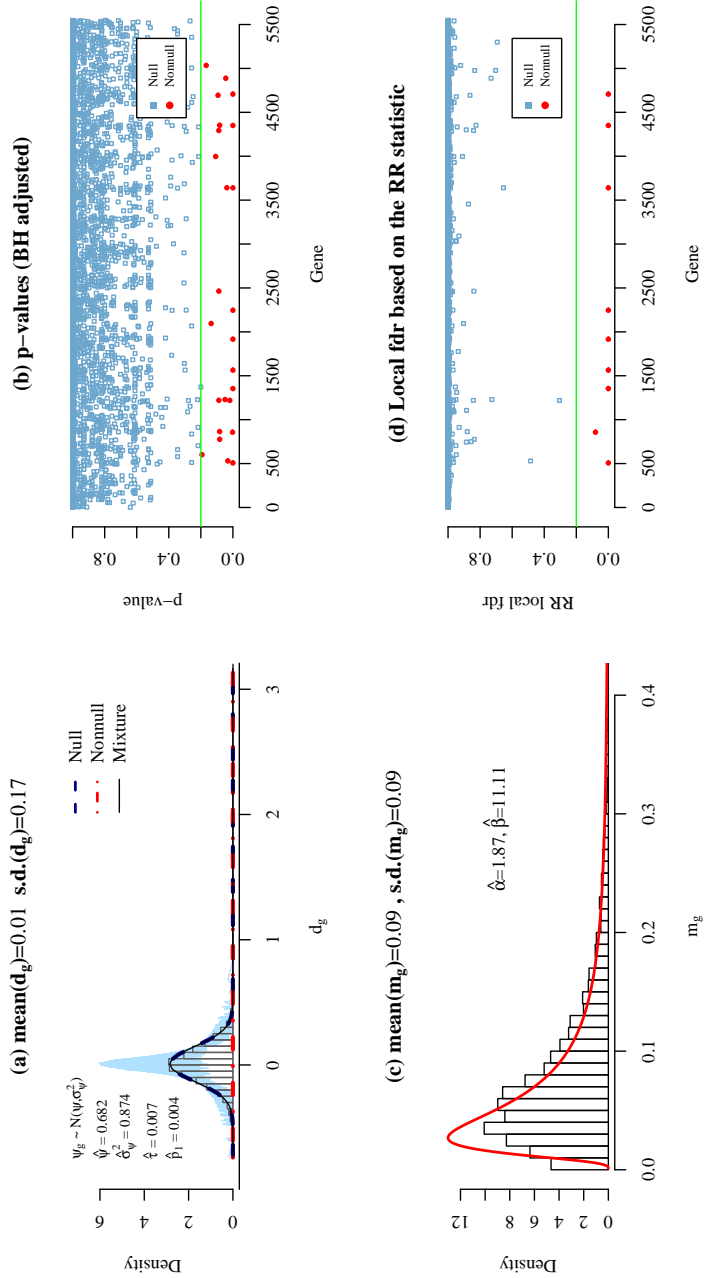 (a) mean(d_g)=0.01 s.d.(d_g)=0.17
ψ_g ~ N(ψ,σ²_ψ)
ψ̂ = 0.682
σ̂²_ψ = 0.874
τ̂ = 0.007
p̂₁ = 0.004
Null
Nonnull
Mixture
Density
0 2 4 6
0 1 2 3
d_g
(b) p−values (BH adjusted)
Null
Nonnull
p−value
0.0 0.4 0.8
0 500 1500 2500 3500 4500 5500
Gene
(c) mean(m_g)=0.09 , s.d.(m_g)=0.09
α̂=1.87, β̂=11.11
Density
0 2 4 6 8 10 12
0.0 0.1 0.2 0.3 0.4
m_g
(d) Local fdr based on the RR statistic
Null
Nonnull
RR local fdr
0.0 0.4 0.8
0 500 1500 2500 3500 4500 5500
Gene